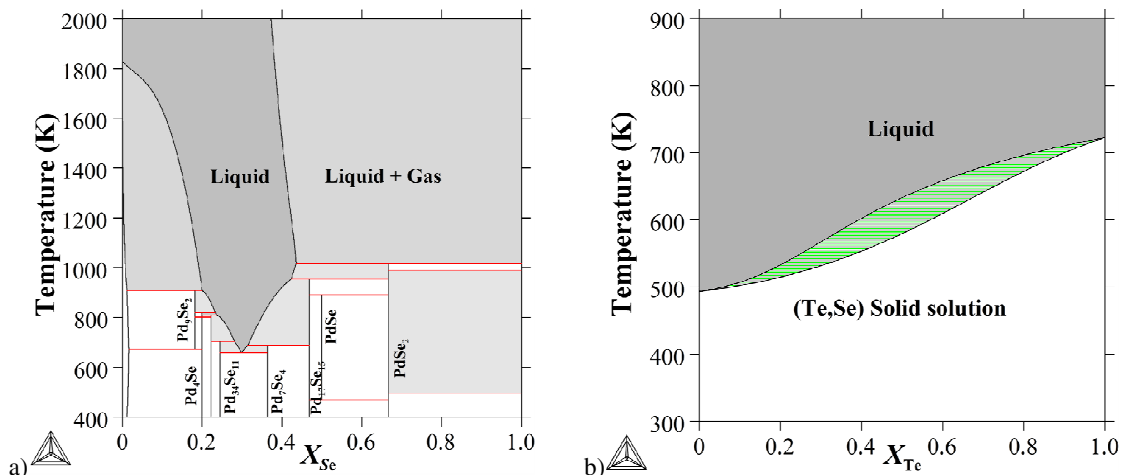 2000
1800
1600
1400
1200
1000
800
600
400
Temperature (K)
Liquid
Liquid + Gas
Pd9Se2
Pd4Se
Pd34Se11
Pd7Se4
Pd17Se15
PdSe
PdSe2
0
0.2
0.4
0.6
0.8
1.0
XSe
a)
900
800
700
600
500
400
300
Temperature (K)
Liquid
(Te,Se) Solid solution
0
0.2
0.4
0.6
0.8
1.0
XTe
b)